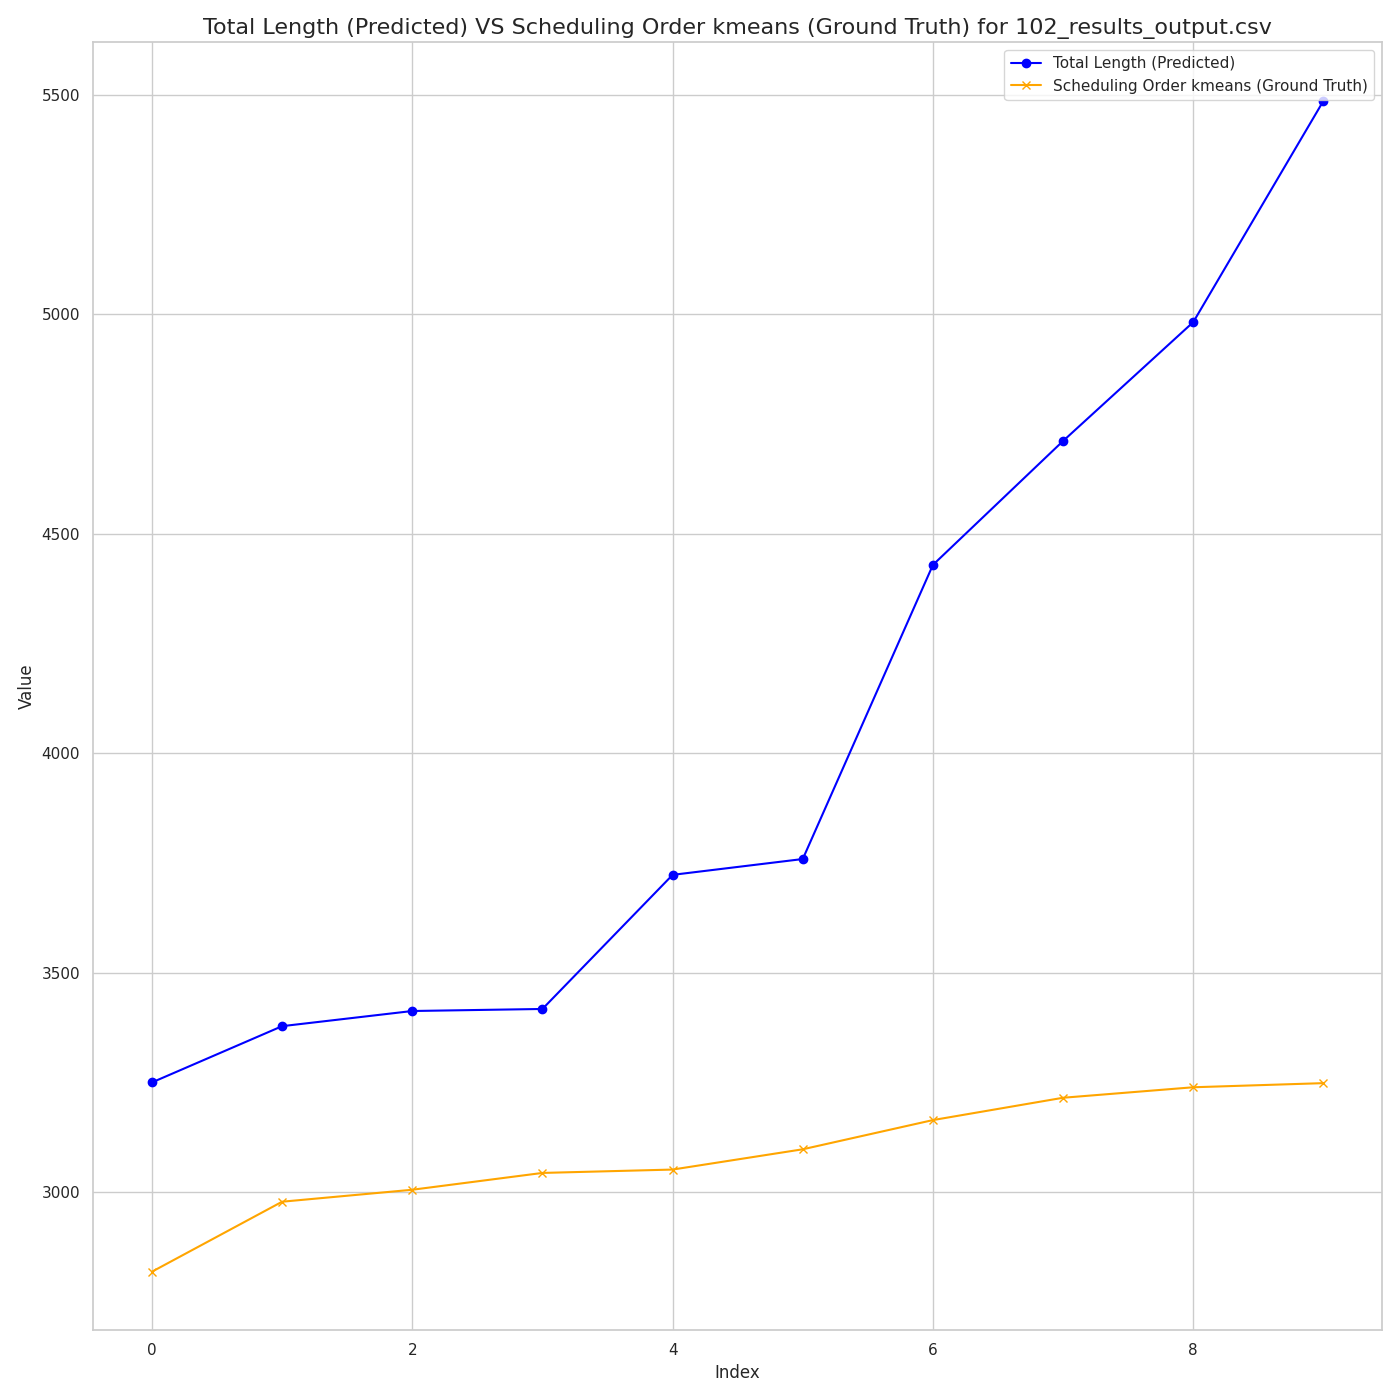 Total Length (Predicted) VS Scheduling Order kmeans (Ground Truth) for 102_results_output.csv
Total Length (Predicted)
Scheduling Order kmeans (Ground Truth)
5500
5000
4500
4000
3500
3000
Value
0 2 4 6 8
Index